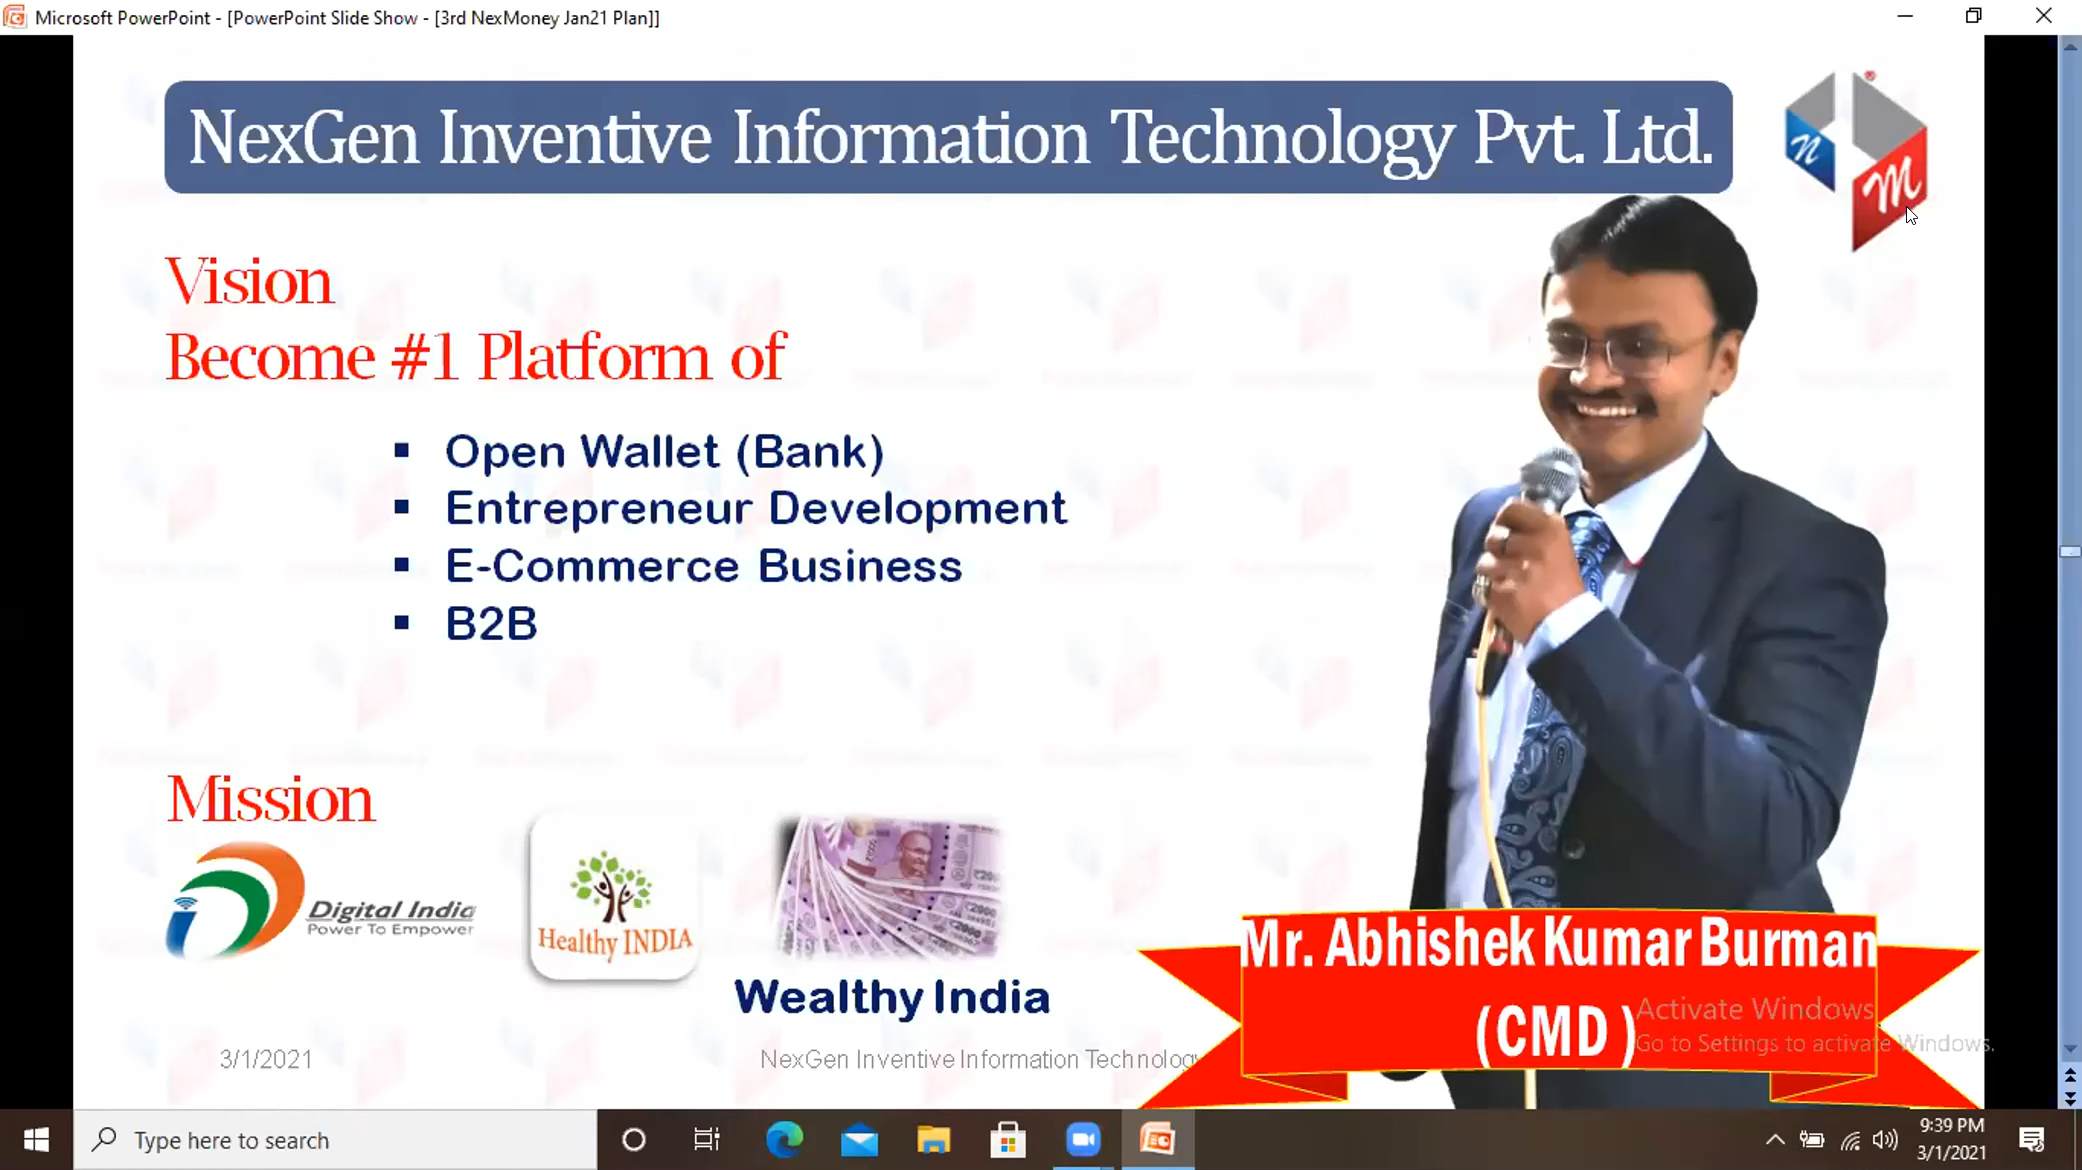 Microsoft PowerPoint - [PowerPoint Slide Show - [3rd NexMoney Jan21 Plan]]
NexGen Inventive Information Technology Pvt. Ltd.
n
M
Vision
Become #1 Platform of
▪ Open Wallet (Bank)
▪ Entrepreneur Development
▪ E-Commerce Business
▪ B2B
Mission
Digital India
Power To Empower
Healthy INDIA
Wealthy India
Mr. Abhishek Kumar Burman
(CMD )
Activate Windows
Go to Settings to activate Windows.
3/1/2021
NexGen Inventive Information Technology
Type here to search
9:39 PM
3/1/2021